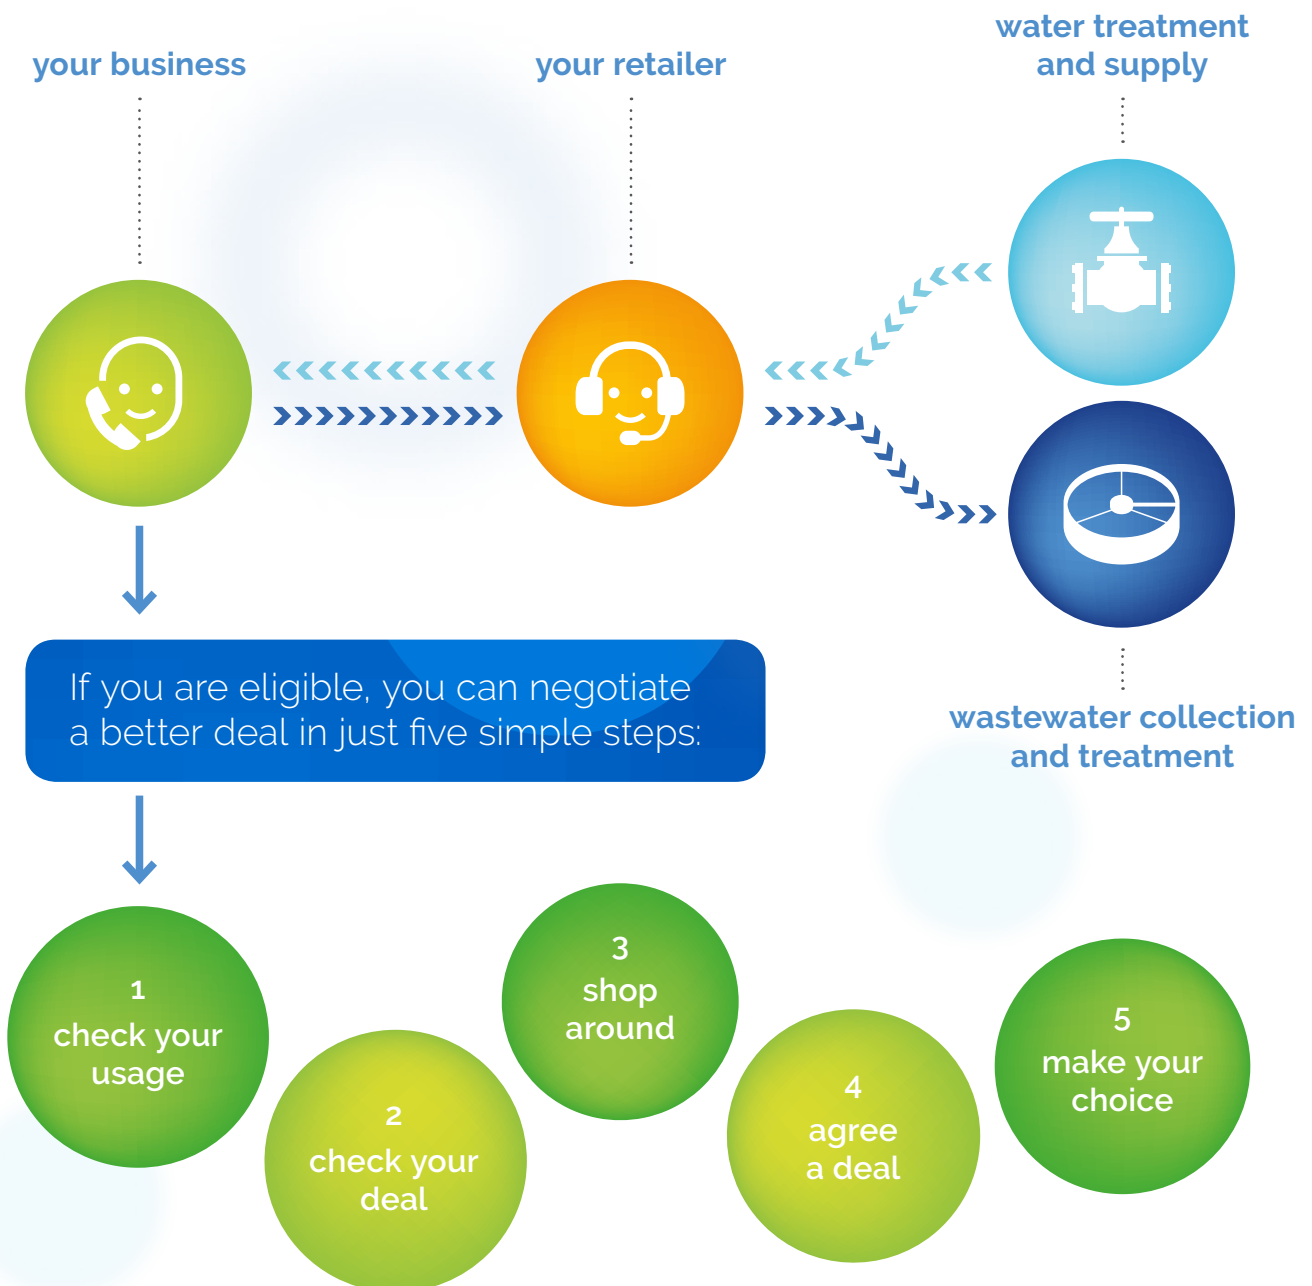 your business
your retailer
water treatment
and supply
wastewater collection
and treatment
If you are eligible, you can negotiate
a better deal in just five simple steps:
1
check your
usage
2
check your
deal
3
shop
around
4
agree
a deal
5
make your
choice